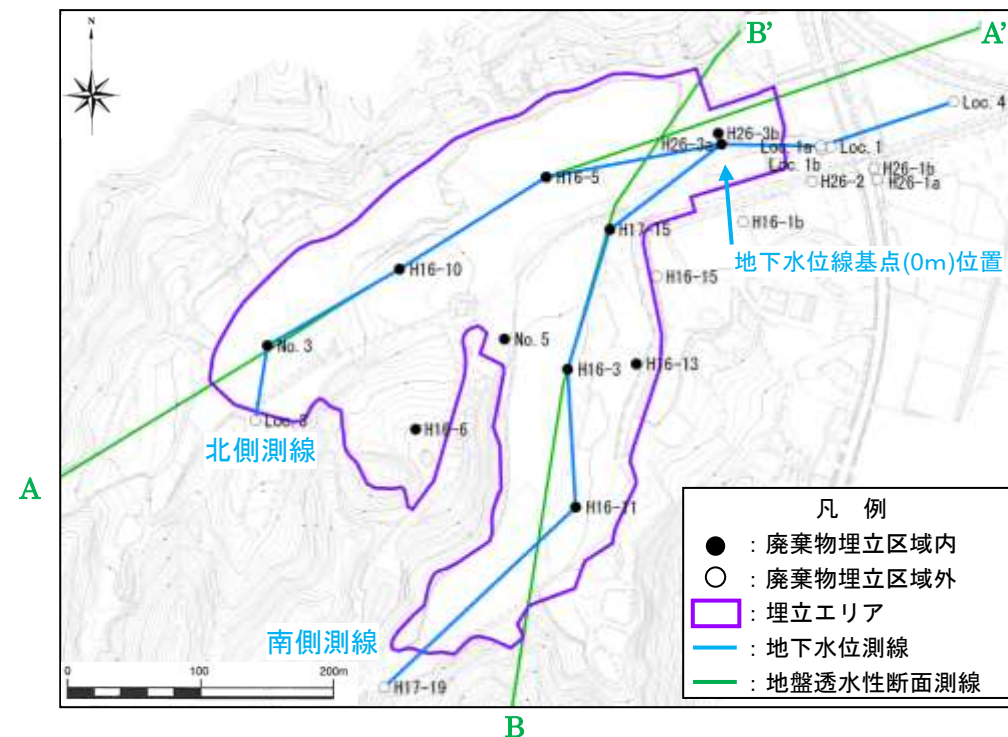 N
B'
A'
Loc. 4
H26-3b
H26-3a
Loc. 1a
Loc. 1
Loc. 1b
H26-1b
H26-2
H26-1a
H16-5
H16-1b
H17-15
地下水位線基点(0m)位置
H16-10
H16-15
No. 3
No. 5
H16-3
H16-13
Loc. 3
H16-6
北側測線
A
H16-11
南側測線
H17-19
0 100 200m
B
凡 例
：廃棄物埋立区域内
：廃棄物埋立区域外
：埋立エリア
：地下水位測線
：地盤透水性断面測線